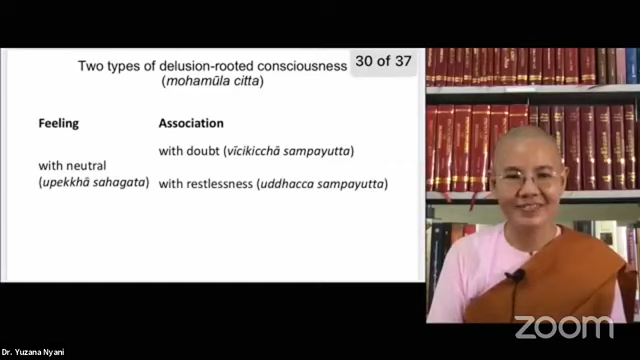 Two types of delusion-rooted consciousness
(mohamūla citta)
30 of 37
Feeling Association
with doubt (vīcikicchā sampayutta)
with neutral
(upekkhā sahagata) with restlessness (uddhacca sampayutta)
zoom
Dr. Yuzana Nyani